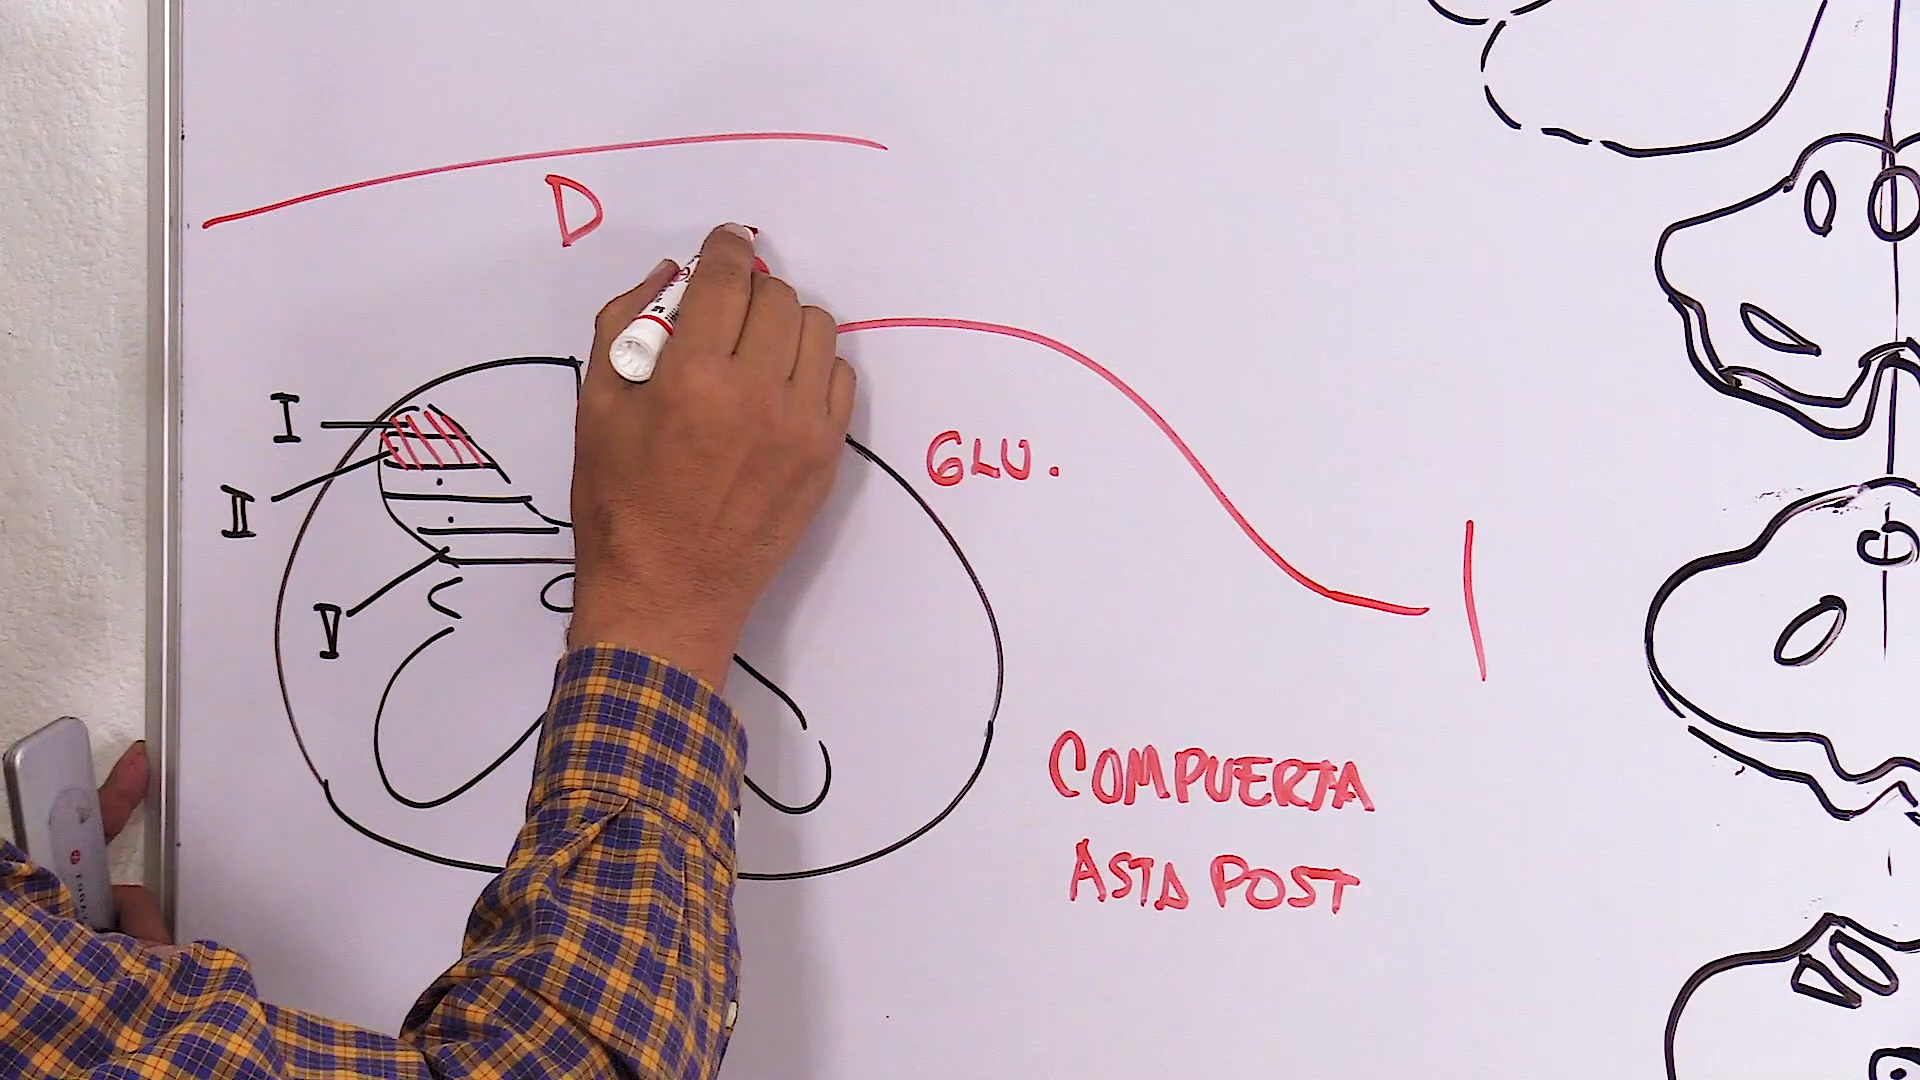 D
I
GLU.
II
V
COMPUERTA
ASTA POST